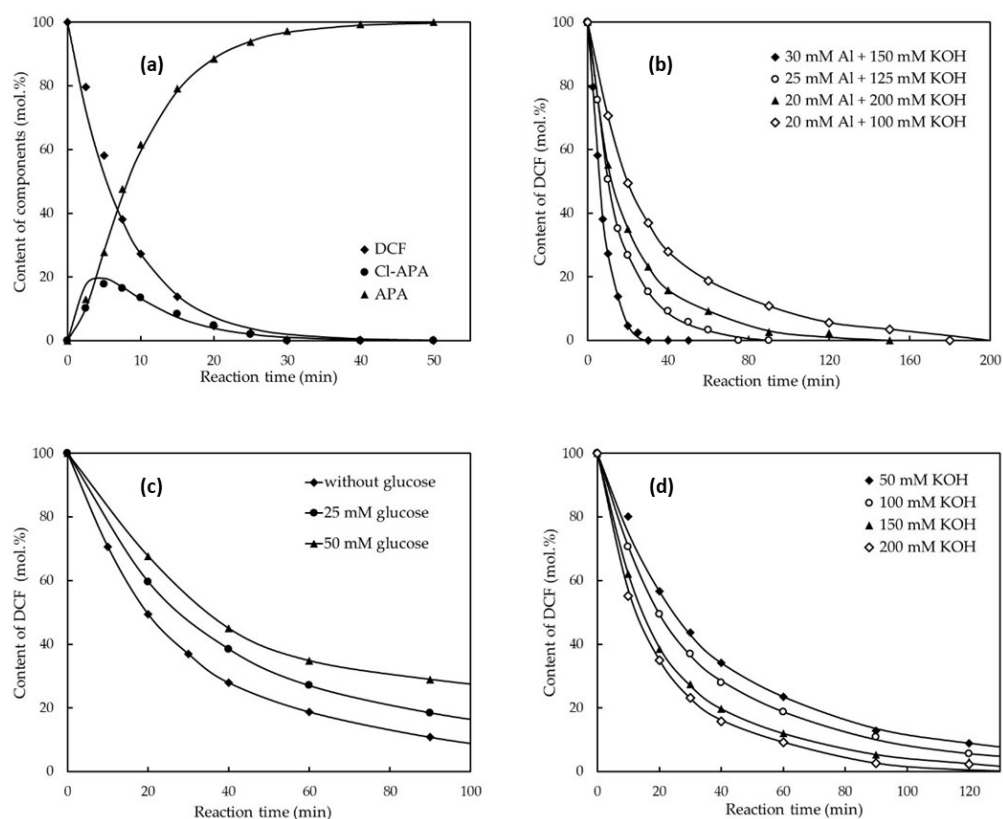 (a)
Content of components (mol.%)
100
80
60
40
20
0
DCF
Cl-APA
APA
0 10 20 30 40 50
Reaction time (min)
(b)
Content of DCF (mol.%)
100
80
60
40
20
0
30 mM Al + 150 mM KOH
25 mM Al + 125 mM KOH
20 mM Al + 200 mM KOH
20 mM Al + 100 mM KOH
0 40 80 120 160 200
Reaction time (min)
(c)
Content of DCF (mol.%)
100
80
60
40
20
0
without glucose
25 mM glucose
50 mM glucose
0 20 40 60 80 100
Reaction time (min)
(d)
Content of DCF (mol.%)
100
80
60
40
20
0
50 mM KOH
100 mM KOH
150 mM KOH
200 mM KOH
0 20 40 60 80 100 120
Reaction time (min)